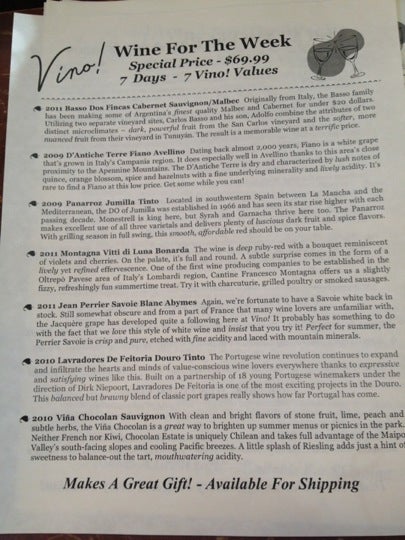 Vino!
Wine For The Week
Special Price - $69.99
7 Days - 7 Vino! Values
2011 Basso Dos Fincas Cabernet Sauvignon/Malbec Originally from Italy, the Basso family
has been making some of Argentina's finest quality Malbec and Cabernet for under $20 dollars.
Utilizing two separate vineyard sites, Carlos Basso and his son, Adolfo combine the attributes of two
distinct microclimates – dark, powerful fruit from the San Carlos vineyard and the softer, more
nuanced fruit from their vineyard in Tunuyàn. The result is a memorable wine at a terrific price.
2009 D'Antiche Terre Fiano Avellino Dating back almost 2,000 years, Fiano is a white grape
that's grown in Italy's Campania region. It does especially well in Avellino thanks to this area's close
proximity to the Apennine Mountains. The D'Antiche Terre is dry and characterized by lush notes of
quince, orange blossom, spice and hazelnuts with a fine underlying minerality and lively acidity. It's
rare to find a Fiano at this low price. Get some while you can!
2009 Panarroz Jumilla Tinto Located in southwestern Spain between La Mancha and the
Mediterranean, the DO of Jumilla was established in 1966 and has seen its star rise higher with each
passing decade. Monestrell is king here, but Syrah and Garnacha thrive here too. The Panarroz
makes excellent use of all three varietals and delivers plenty of luscious dark fruit and spice flavors.
With grilling season in full swing, this smooth, affordable red should be on your table.
2011 Montagna Vitti di Luna Bonarda The wine is deep ruby-red with a bouquet reminiscent
of violets and cherries. On the palate, it's full and round. A subtle surprise comes in the form of a
lively yet refined effervescence. One of the first wine producing companies to be established in the
Oltrepò Pavese area of Italy's Lombardi region, Cantine Francesco Montagna offers us a slightly
fizzy, refreshingly fun summertime treat. Try it with charcuterie, grilled poultry or smoked sausages.
2011 Jean Perrier Savoie Blanc Abymes Again, we're fortunate to have a Savoie white back in
stock. Still somewhat obscure and from a part of France that many wine lovers are unfamiliar with,
the Jacquère grape has developed quite a following here at Vino! It probably has something to do
with the fact that we love this style of white wine and insist that you try it! Perfect for summer, the
Perrier Savoie is crisp and pure, etched with fine acidity and laced with mountain minerals.
2010 Lavradores De Feitoria Douro Tinto The Portugese wine revolution continues to expand
and infiltrate the hearts and minds of value-conscious wine lovers everywhere thanks to expressive
and satisfying wines like this. Built on a partnership of 18 young Portugese winemakers under the
direction of Dirk Niepoort, Lavradores De Feitoria is one of the most exciting projects in the Douro.
This balanced but brawny blend of classic port grapes really shows how far Portugal has come.
2010 Viña Chocolan Sauvignon With clean and bright flavors of stone fruit, lime, peach and
subtle herbs, the Viña Chocolan is a great way to brighten up summer menus or picnics in the park.
Neither French nor Kiwi, Chocolan Estate is uniquely Chilean and takes full advantage of the Maipo
Valley's south-facing slopes and cooling Pacific breezes. A little splash of Riesling adds just a hint of
sweetness to balance-out the tart, mouthwatering acidity.
Makes A Great Gift! - Available For Shipping